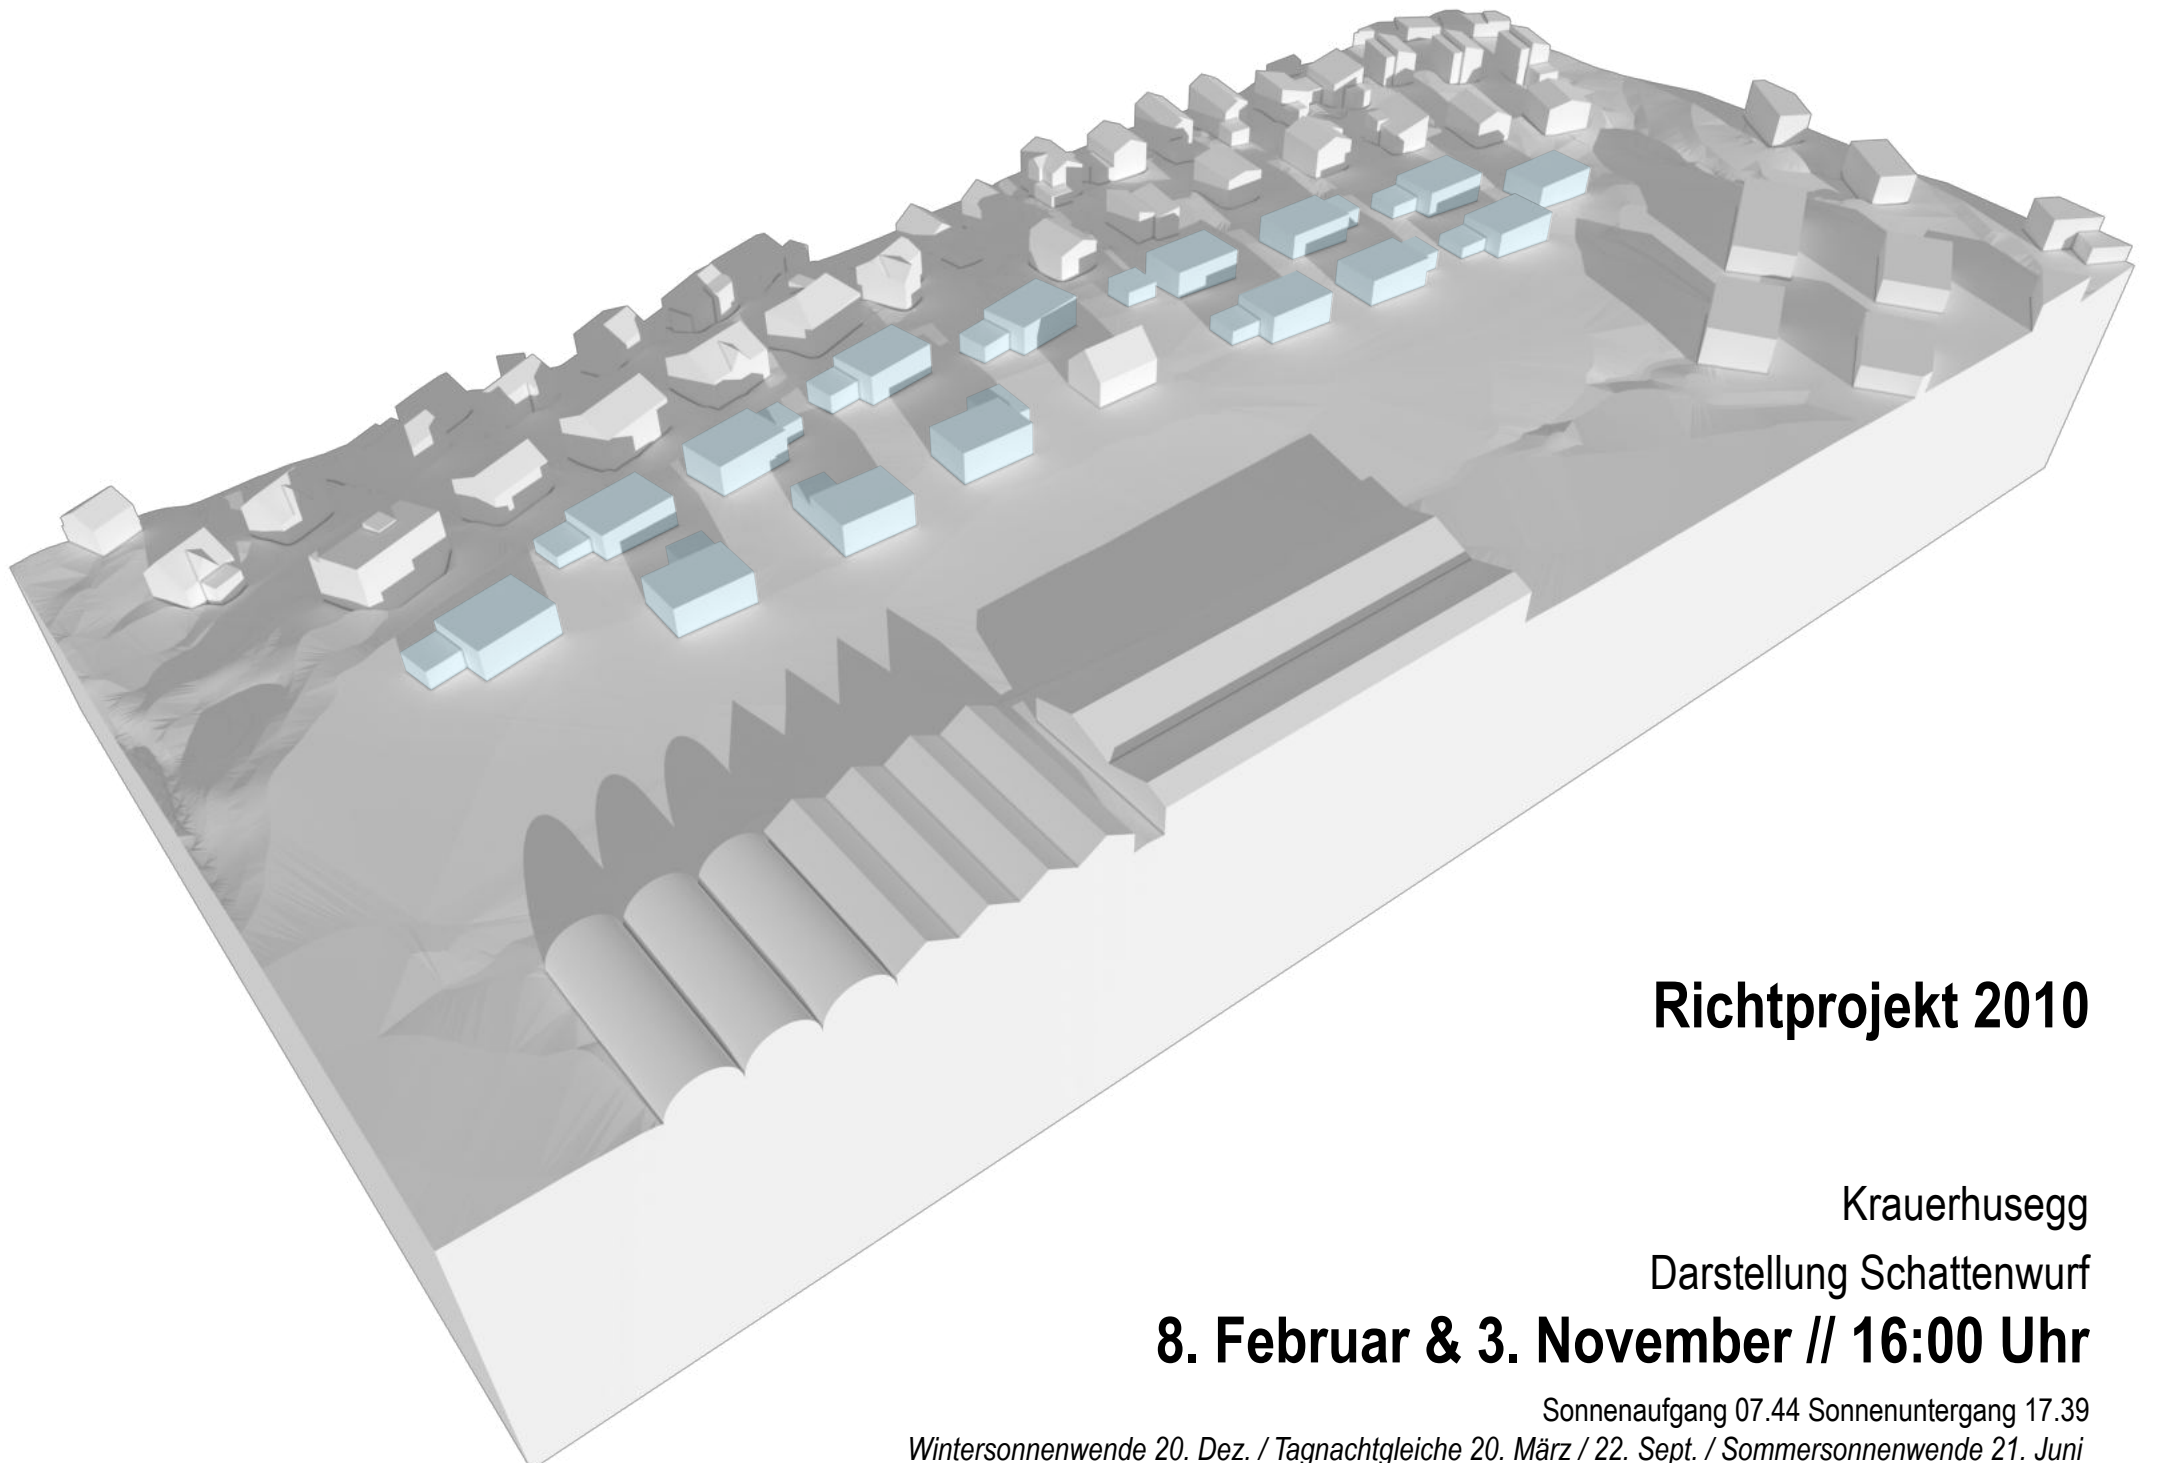 Richtprojekt 2010
Krauerhusegg
Darstellung Schattenwurf
8. Februar & 3. November // 16:00 Uhr
Sonnenaufgang 07.44 Sonnenuntergang 17.39
Wintersonnenwende 20. Dez. / Tagnachtgleiche 20. März / 22. Sept. / Sommersonnenwende 21. Juni